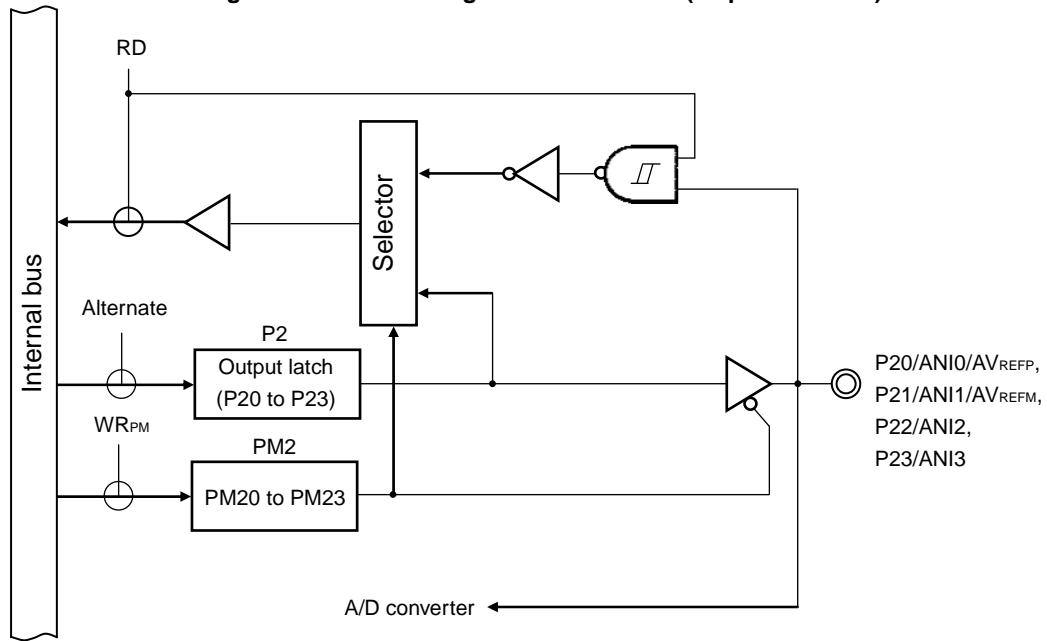 RD
Selector
Internal bus
Alternate
P2
Output latch
(P20 to P23)
WRPM
PM2
PM20 to PM23
P20/ANI0/AVREFP,
P21/ANI1/AVREFM,
P22/ANI2,
P23/ANI3
A/D converter